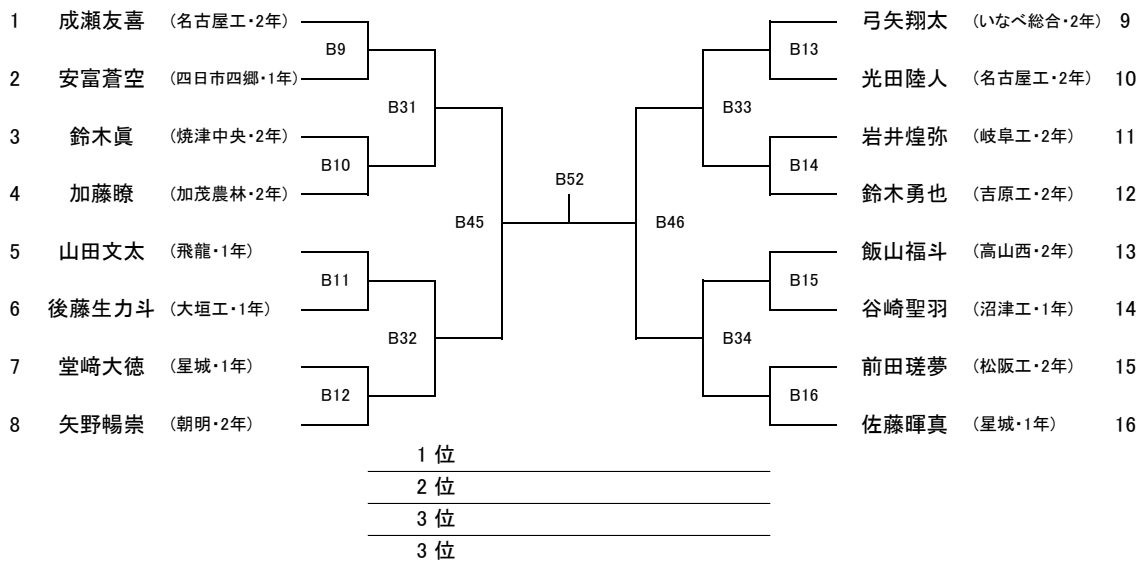 1 成瀬友喜 (名古屋工・2年)
B9
2 安富蒼空 (四日市四郷・1年)
B31
3 鈴木眞 (焼津中央・2年)
B10
4 加藤瞭 (加茂農林・2年)
B45
5 山田文太 (飛龍・1年)
B11
6 後藤生力斗 (大垣工・1年)
B32
7 堂﨑大徳 (星城・1年)
B12
8 矢野暢崇 (朝明・2年)
B52
弓矢翔太 (いなべ総合・2年) 9
B13
光田陸人 (名古屋工・2年) 10
B33
岩井煌弥 (岐阜工・2年) 11
B14
鈴木勇也 (吉原工・2年) 12
B46
飯山福斗 (高山西・2年) 13
B15
谷崎聖羽 (沼津工・1年) 14
B34
前田瑳夢 (松阪工・2年) 15
B16
佐藤暉真 (星城・1年) 16
1 位
2 位
3 位
3 位